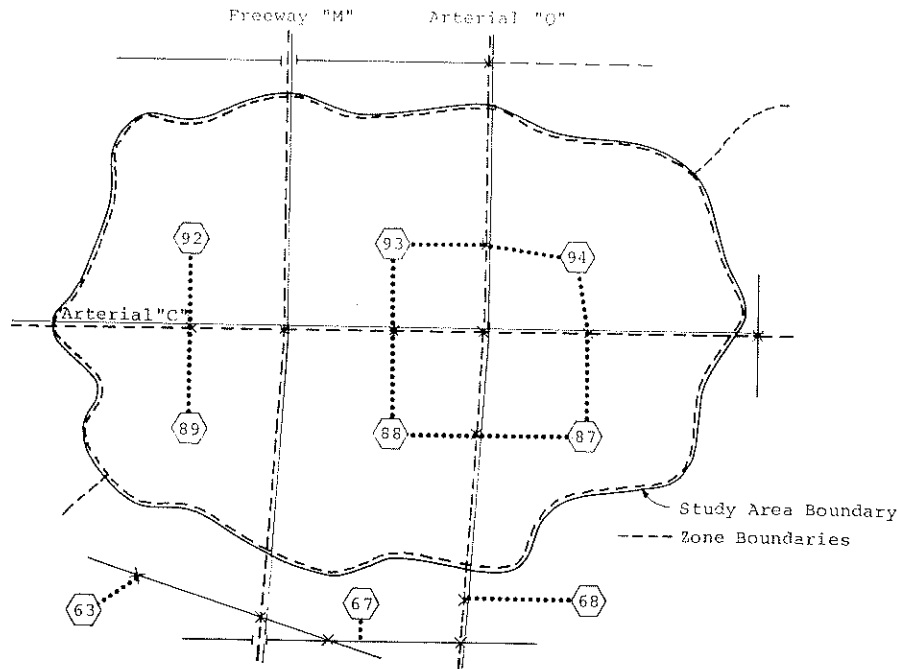 Freeway "M"
Arterial "Q"
92
93
94
Arterial"C"
89
88
87
Study Area Boundary
Zone Boundaries
63
67
68